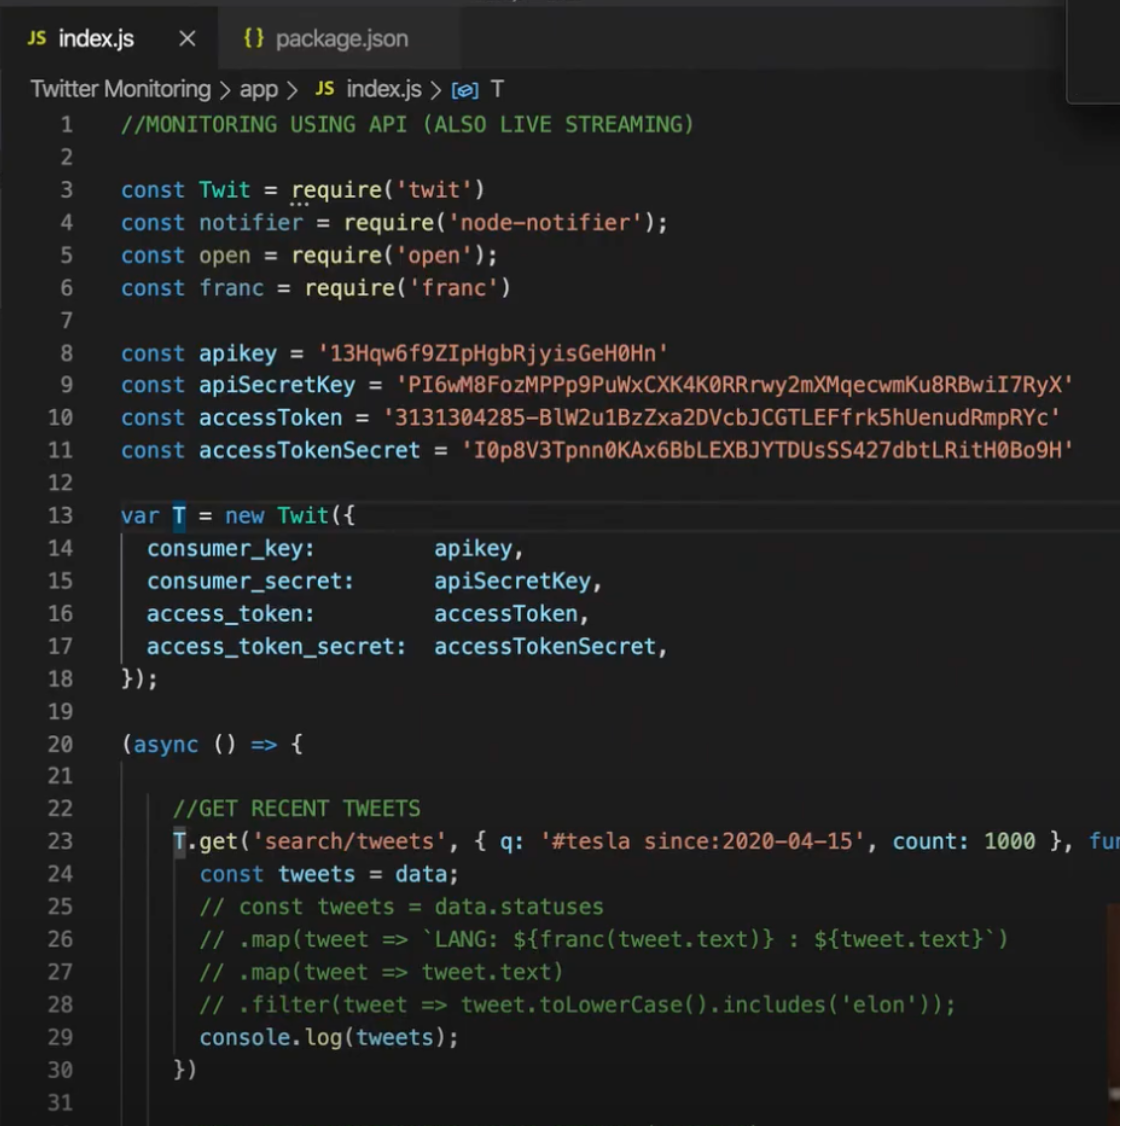 JS index.js ×
{} package.json
Twitter Monitoring > app > JS index.js > T
1 //MONITORING USING API (ALSO LIVE STREAMING)
2
3 const Twit = require('twit')
4 const notifier = require('node-notifier');
5 const open = require('open');
6 const franc = require('franc')
7
8 const apikey = '13Hqw6f9ZIpHgbRjyisGeH0Hn'
9 const apiSecretKey = 'PI6wM8FozMPPp9PuWxCXK4K0RRrwy2mXMqecwmKu8RBwiI7RyX'
10 const accessToken = '3131304285-BlW2u1BzZxa2DVcbJCGTLEFfrk5hUenudRmpRYc'
11 const accessTokenSecret = 'I0p8V3Tpnn0KAx6BbLEXBJYTDUsSS427dbtLRitH0Bo9H'
12
13 var T = new Twit({
14 consumer_key: apikey,
15 consumer_secret: apiSecretKey,
16 access_token: accessToken,
17 access_token_secret: accessTokenSecret,
18 });
19
20 (async () => {
21
22 //GET RECENT TWEETS
23 T.get('search/tweets', { q: '#tesla since:2020-04-15', count: 1000 }, fun
24 const tweets = data;
25 // const tweets = data.statuses
26 // .map(tweet => `LANG: ${franc(tweet.text)} : ${tweet.text}`)
27 // .map(tweet => tweet.text)
28 // .filter(tweet => tweet.toLowerCase().includes('elon'));
29 console.log(tweets);
30 })
31